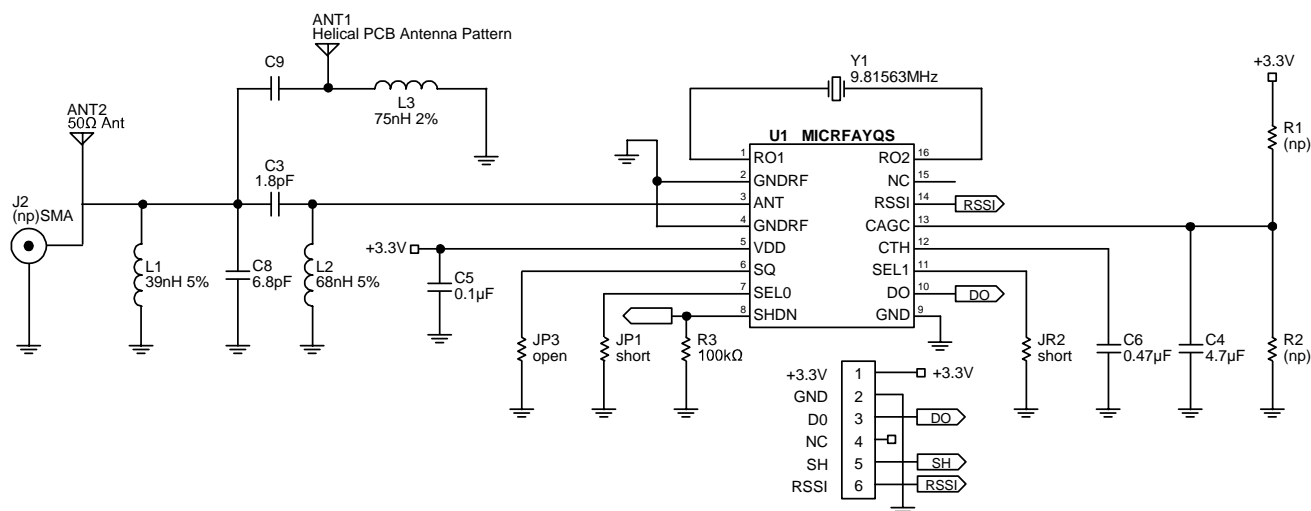 ANT1
Helical PCB Antenna Pattern
C9
L3
75nH 2%
ANT2
50Ω Ant
C3
1.8pF
J2
(np)SMA
L1
39nH 5%
C8
6.8pF
L2
68nH 5%
+3.3V
C5
0.1µF
JP3
open
JP1
short
R3
100kΩ
Y1
9.81563MHz
U1 MICRFAYQS
1 RO1
2 GNDRF
3 ANT
4 GNDRF
5 VDD
6 SQ
7 SEL0
8 SHDN
RO2 16
NC 15
RSSI 14 RSSI
CAGC 13
CTH 12
SEL1 11
DO 10 DO
GND 9
+3.3V
R1
(np)
JR2
short
C6
0.47µF
C4
4.7µF
R2
(np)
+3.3V 1 +3.3V
GND 2
D0 3 DO
NC 4
SH 5 SH
RSSI 6 RSSI